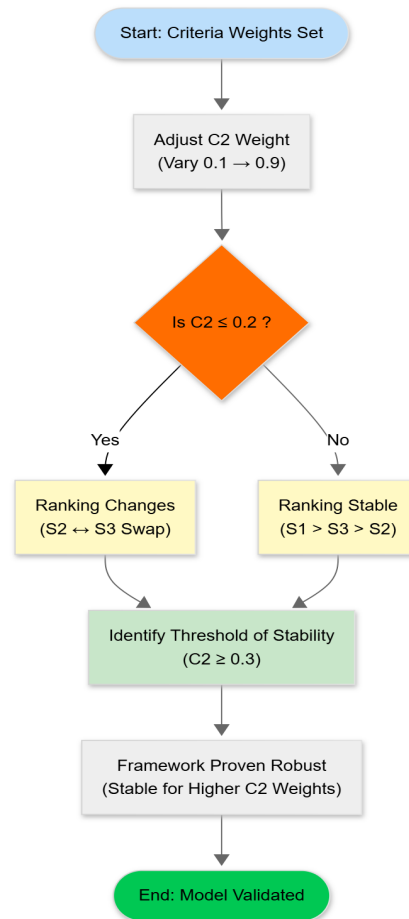 Start: Criteria Weights Set
Adjust C2 Weight
(Vary 0.1 → 0.9)
Is C2 ≤ 0.2 ?
Yes
No
Ranking Changes
(S2 ↔ S3 Swap)
Ranking Stable
(S1 > S3 > S2)
Identify Threshold of Stability
(C2 ≥ 0.3)
Framework Proven Robust
(Stable for Higher C2 Weights)
End: Model Validated